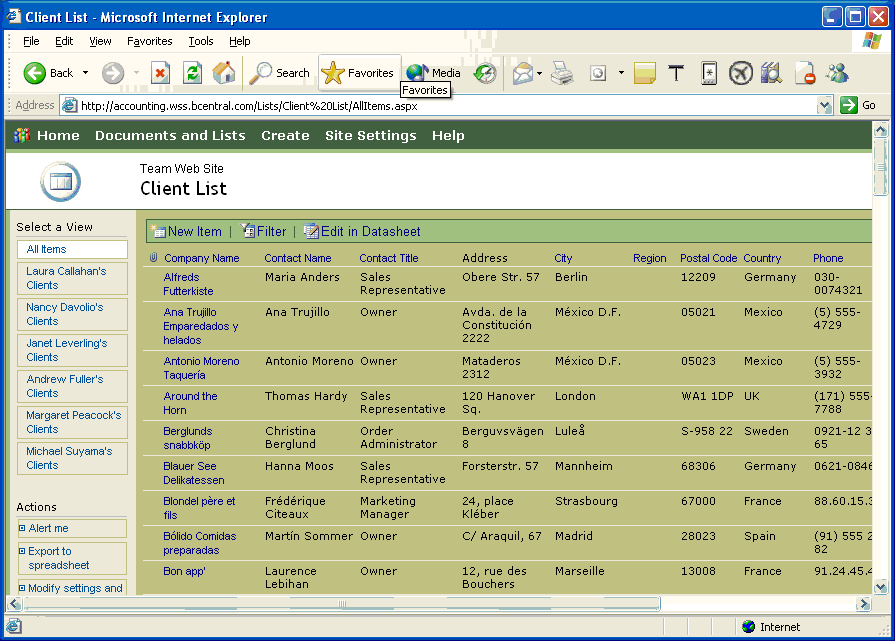 Client List - Microsoft Internet Explorer
File Edit View Favorites Tools Help
Back Search Favorites Media
Favorites
Address http://accounting.wss.bcentral.com/Lists/Client%20List/AllItems.aspx Go
Home Documents and Lists Create Site Settings Help
Team Web Site
Client List
Select a View
All Items
Laura Callahan's
Clients
Nancy Davolio's
Clients
Janet Leverling's
Clients
Andrew Fuller's
Clients
Margaret Peacock's
Clients
Michael Suyama's
Clients
Actions
Alert me
Export to
spreadsheet
Modify settings and
New Item | Filter | Edit in Datasheet
Company Name Contact Name Contact Title Address City Region Postal Code Country Phone
Alfreds Maria Anders Sales Obere Str. 57 Berlin 12209 Germany 030-
Futterkiste Representative 0074321
Ana Trujillo Ana Trujillo Owner Avda. de la México D.F. 05021 Mexico (5) 555-
Emparedados y Constitución 4729
helados 2222
Antonio Moreno Antonio Moreno Owner Mataderos México D.F. 05023 Mexico (5) 555-
Taquería 2312 3932
Around the Thomas Hardy Sales 120 Hanover London WA1 1DP UK (171) 555-
Horn Representative Sq. 7788
Berglunds Christina Order Berguvsvägen Luleå S-958 22 Sweden 0921-12 3
snabbköp Berglund Administrator 8 65
Blauer See Hanna Moos Sales Forsterstr. 57 Mannheim 68306 Germany 0621-0846
Delikatessen Representative
Blondel père et Frédérique Marketing 24, place Strasbourg 67000 France 88.60.15.3
fils Citeaux Manager Kléber
Bólido Comidas Martín Sommer Owner C/ Araquil, 67 Madrid 28023 Spain (91) 555 2
preparadas 82
Bon app' Laurence Owner 12, rue des Marseille 13008 France 91.24.45.4
Lebihan Bouchers
Internet